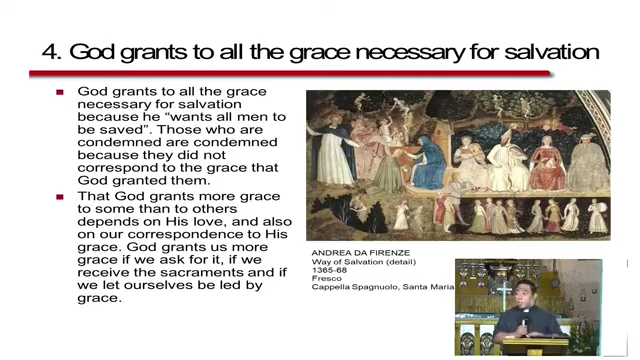 4. God grants to all the grace necessary for salvation
God grants to all the grace
necessary for salvation
because he “wants all men to
be saved”. Those who are
condemned are condemned
because they did not
correspond to the grace that
God granted them.
That God grants more grace
to some than to others
depends on His love, and also
on our correspondence to His
grace. God grants us more
grace if we ask for it, if we
receive the sacraments and if
we let ourselves be led by
grace.
ANDREA DA FIRENZE
Way of Salvation (detail)
1365-68
Fresco
Cappella Spagnuolo, Santa Maria